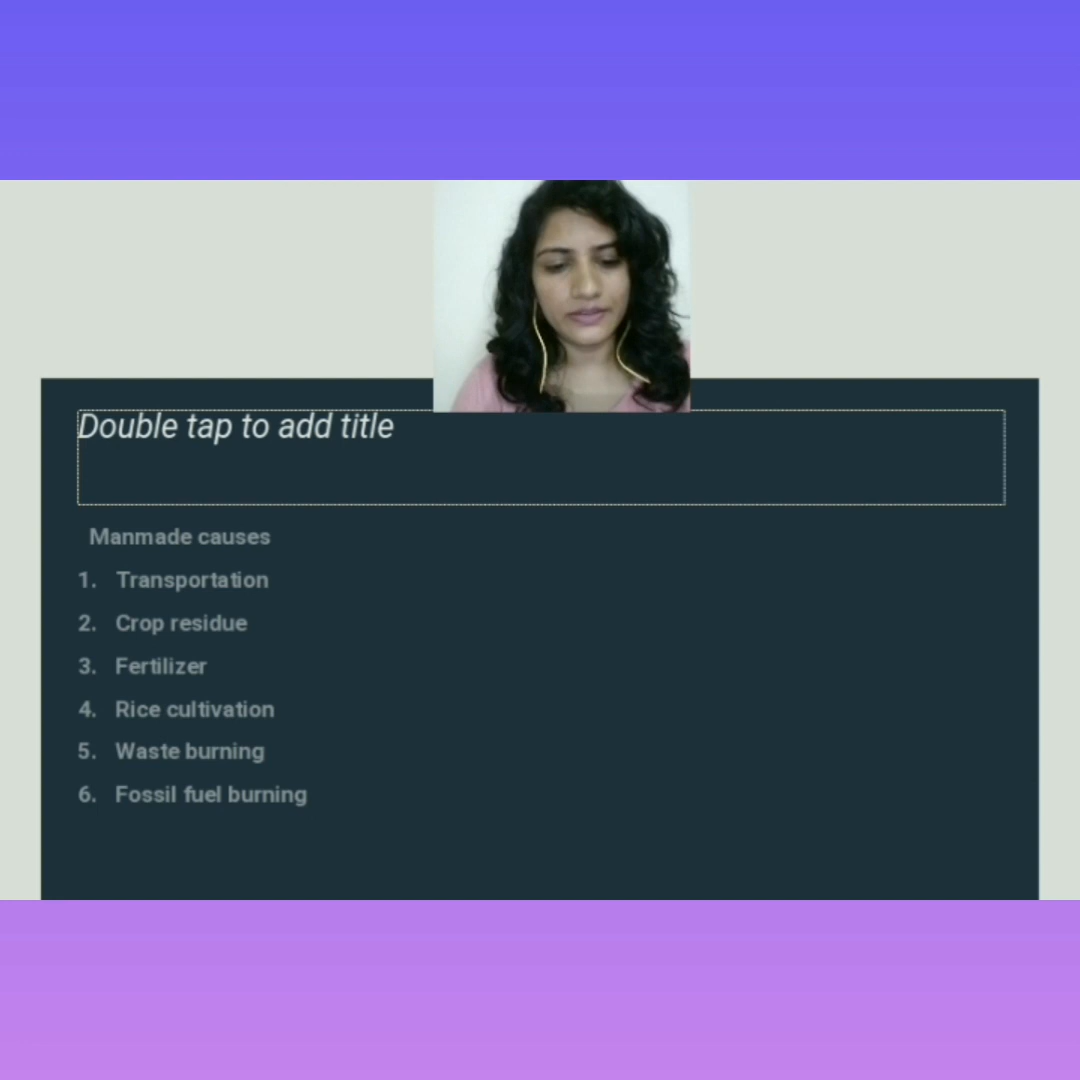 Double tap to add title
Manmade causes
1. Transportation
2. Crop residue
3. Fertilizer
4. Rice cultivation
5. Waste burning
6. Fossil fuel burning